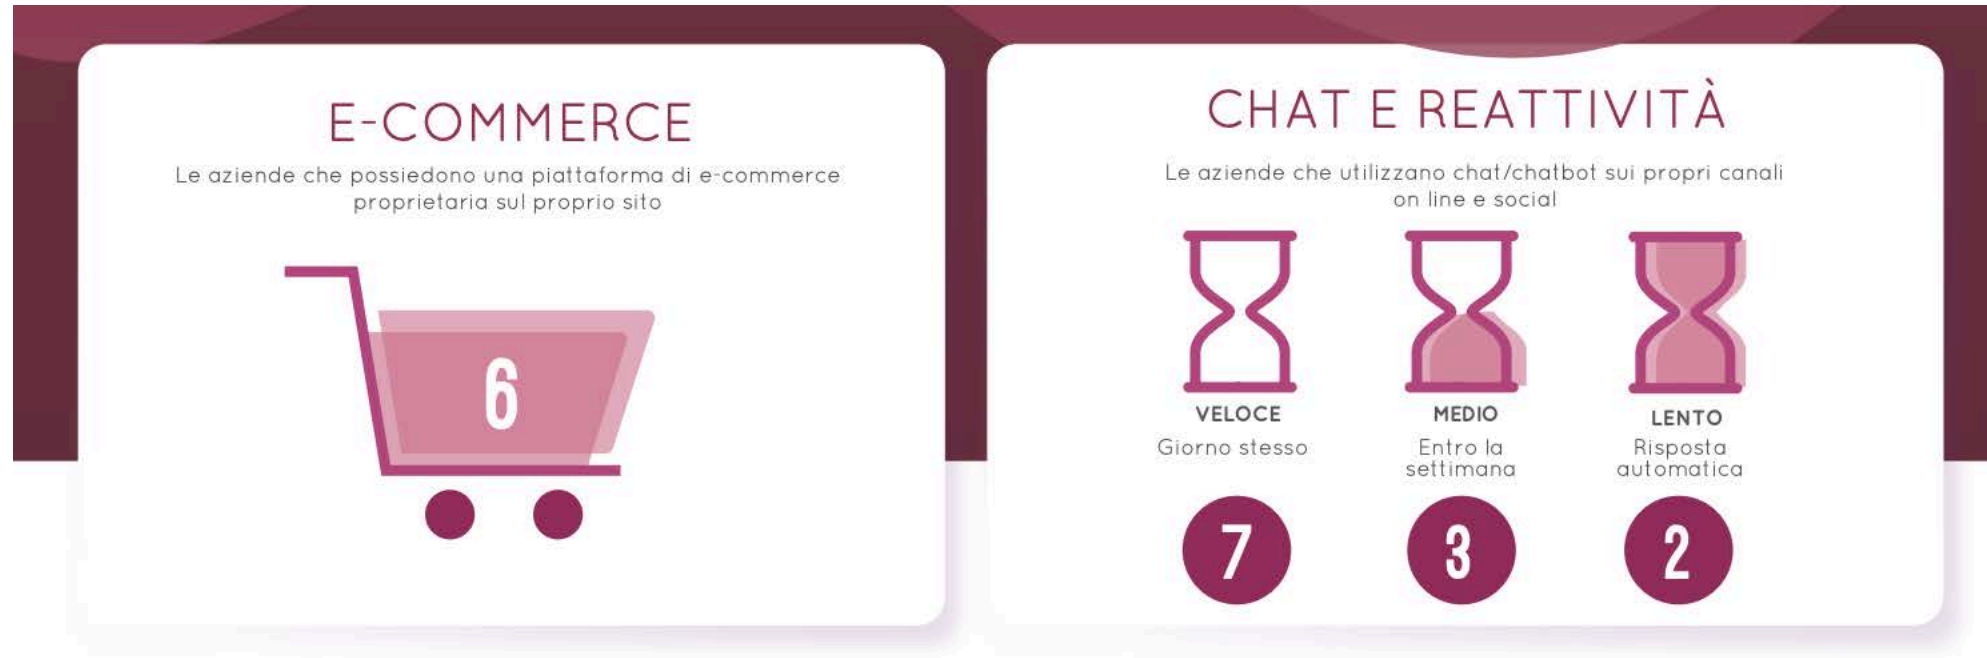 E-COMMERCE
Le aziende che possiedono una piattaforma di e-commerce
proprietaria sul proprio sito
6
CHAT E REATTIVITÀ
Le aziende che utilizzano chat/chatbot sui propri canali
on line e social
VELOCE
Giorno stesso
7
MEDIO
Entro la
settimana
3
LENTO
Risposta
automatica
2